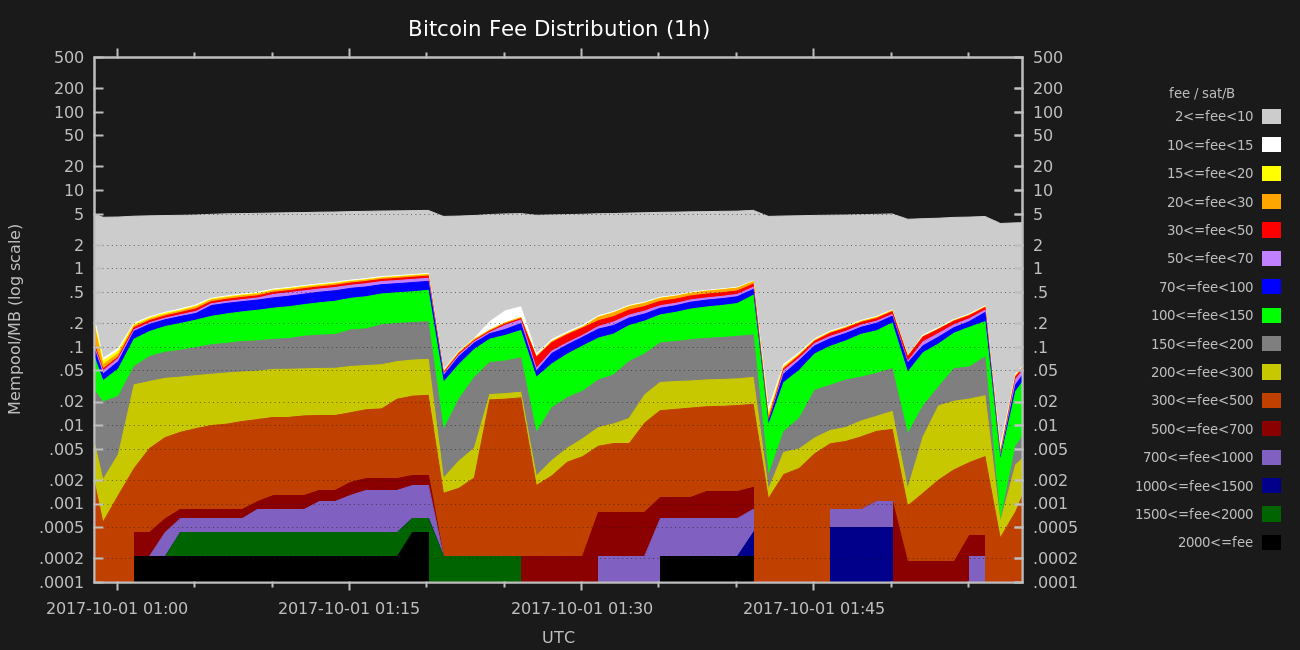 Bitcoin Fee Distribution (1h)
500
200
100
50
20
10
5
2
1
.5
.2
.1
.05
.02
.01
.005
.002
.001
.0005
.0002
.0001
Mempool/MB (log scale)
500
200
100
50
20
10
5
2
1
.5
.2
.1
.05
.02
.01
.005
.002
.001
.0005
.0002
.0001
2017-10-01 01:00 2017-10-01 01:15 2017-10-01 01:30 2017-10-01 01:45
UTC
fee / sat/B
2<=fee<10
10<=fee<15
15<=fee<20
20<=fee<30
30<=fee<50
50<=fee<70
70<=fee<100
100<=fee<150
150<=fee<200
200<=fee<300
300<=fee<500
500<=fee<700
700<=fee<1000
1000<=fee<1500
1500<=fee<2000
2000<=fee